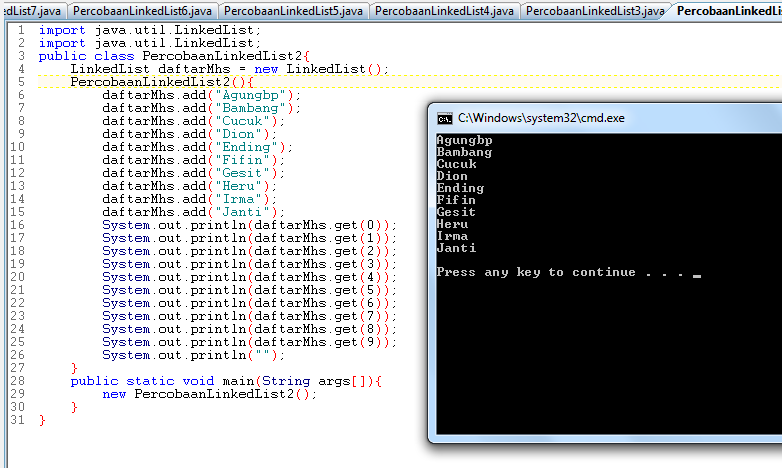 edList7.java PercobaanLinkedList6.java PercobaanLinkedList5.java PercobaanLinkedList4.java PercobaanLinkedList3.java PercobaanLinkedLis
1 import java.util.LinkedList;
2 import java.util.LinkedList;
3 public class PercobaanLinkedList2{
4 LinkedList daftarMhs = new LinkedList();
5 PercobaanLinkedList2(){
6 daftarMhs.add("Agungbp");
7 daftarMhs.add("Bambang");
8 daftarMhs.add("Cucuk");
9 daftarMhs.add("Dion");
10 daftarMhs.add("Ending");
11 daftarMhs.add("Fifin");
12 daftarMhs.add("Gesit");
13 daftarMhs.add("Heru");
14 daftarMhs.add("Irma");
15 daftarMhs.add("Janti");
16 System.out.println(daftarMhs.get(0));
17 System.out.println(daftarMhs.get(1));
18 System.out.println(daftarMhs.get(2));
19 System.out.println(daftarMhs.get(3));
20 System.out.println(daftarMhs.get(4));
21 System.out.println(daftarMhs.get(5));
22 System.out.println(daftarMhs.get(6));
23 System.out.println(daftarMhs.get(7));
24 System.out.println(daftarMhs.get(8));
25 System.out.println(daftarMhs.get(9));
26 System.out.println("");
27 }
28 public static void main(String args[]){
29 new PercobaanLinkedList2();
30 }
31 }
C:\Windows\system32\cmd.exe
Agungbp
Bambang
Cucuk
Dion
Ending
Fifin
Gesit
Heru
Irma
Janti
Press any key to continue . . . _